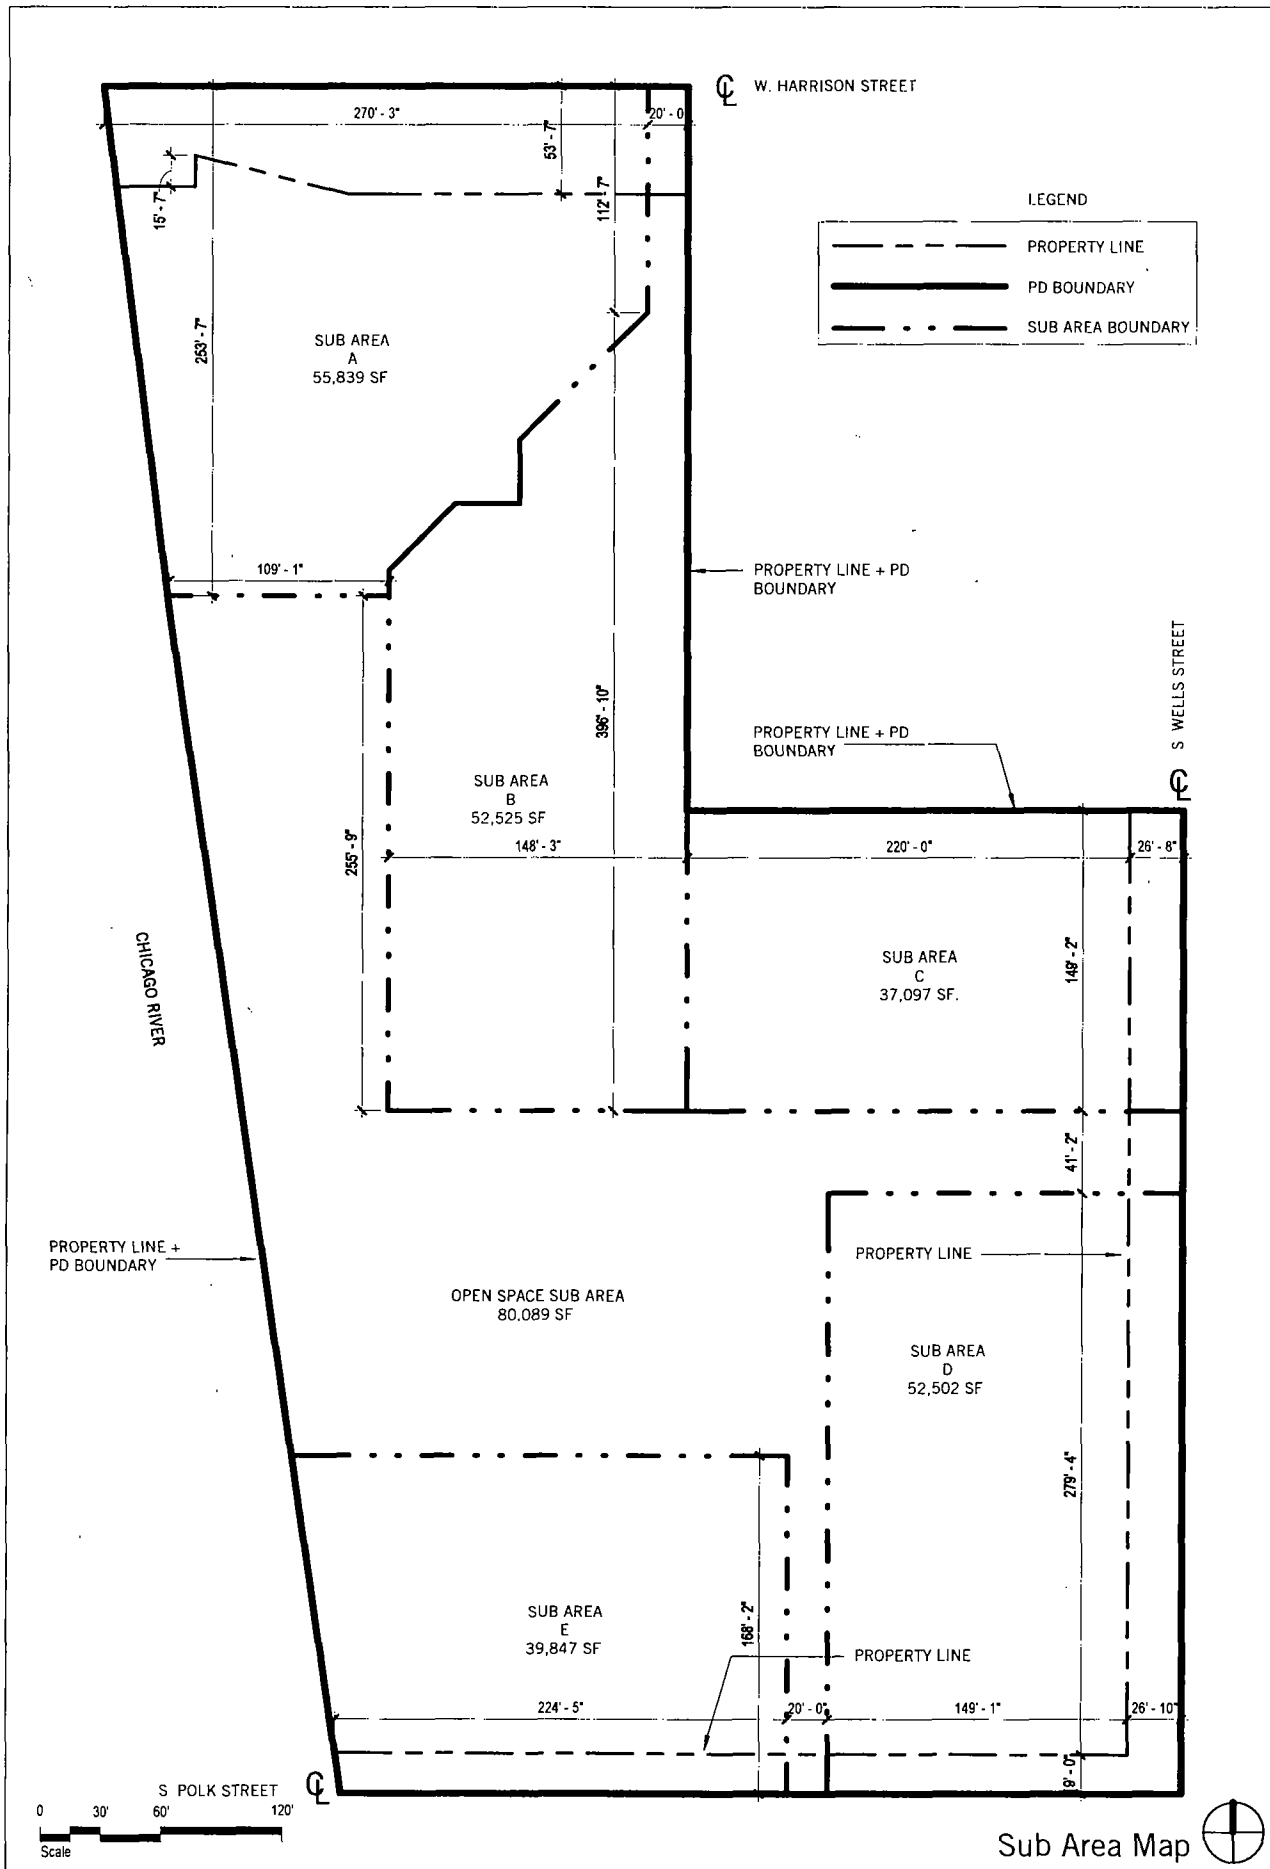 W. HARRISON STREET
270' - 3"
20' - 0
53' - 7"
15' - 7"
112' - 7"
LEGEND
PROPERTY LINE
PD BOUNDARY
SUB AREA BOUNDARY
253' - 7"
SUB AREA
A
55,839 SF
109' - 1"
PROPERTY LINE + PD
BOUNDARY
S WELLS STREET
396' - 10"
PROPERTY LINE + PD
BOUNDARY
SUB AREA
B
52,525 SF
255' - 9"
148' - 3"
220' - 0"
26' - 8"
CHICAGO RIVER
SUB AREA
C
37,097 SF.
149' - 2"
41' - 2"
PROPERTY LINE +
PD BOUNDARY
PROPERTY LINE
OPEN SPACE SUB AREA
80,089 SF
SUB AREA
D
52,502 SF
279' - 4"
SUB AREA
E
39,847 SF
168' - 2"
PROPERTY LINE
224' - 5"
20' - 0"
149' - 1"
26' - 10"
S POLK STREET
0 30' 60' 120'
Scale
Sub Area Map